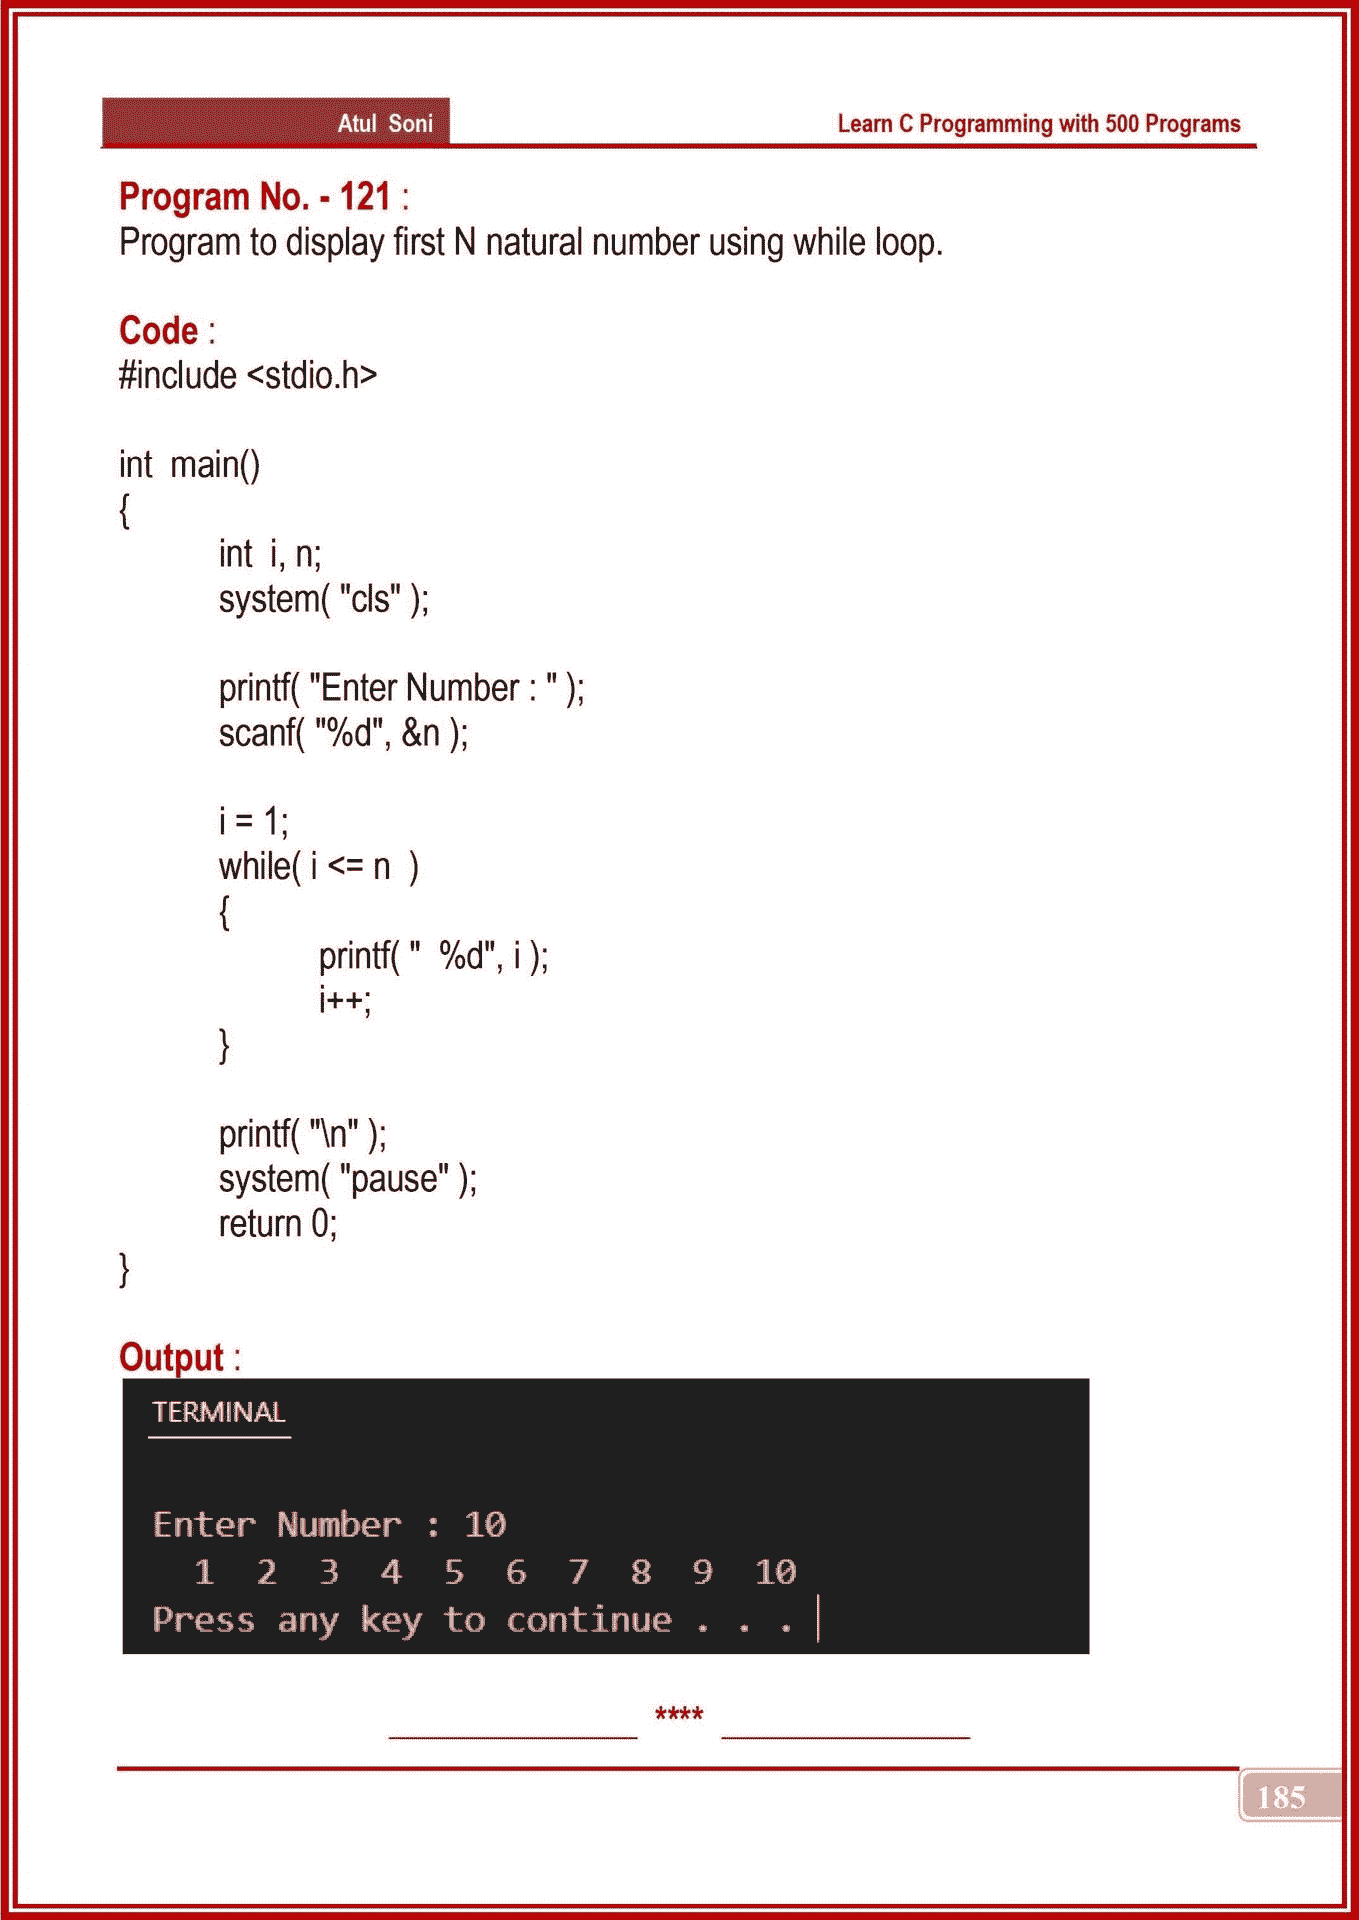 Atul  Soni
Learn C Programming with 500 Programs
Program No. - 121 :
Program to display first N natural number using while loop.
Code :
#include <stdio.h>
int  main()
{
int  i, n;
system( "cls" );
printf( "Enter Number : " );
scanf( "%d", &n );
i = 1;
while( i <= n  )
{
printf( "  %d", i );
i++;
}
printf( "\n" );
system( "pause" );
return 0;
}
Output :
TERMINAL
Enter Number : 10
1  2  3  4  5  6  7  8  9  10
Press any key to continue . . .
****
185